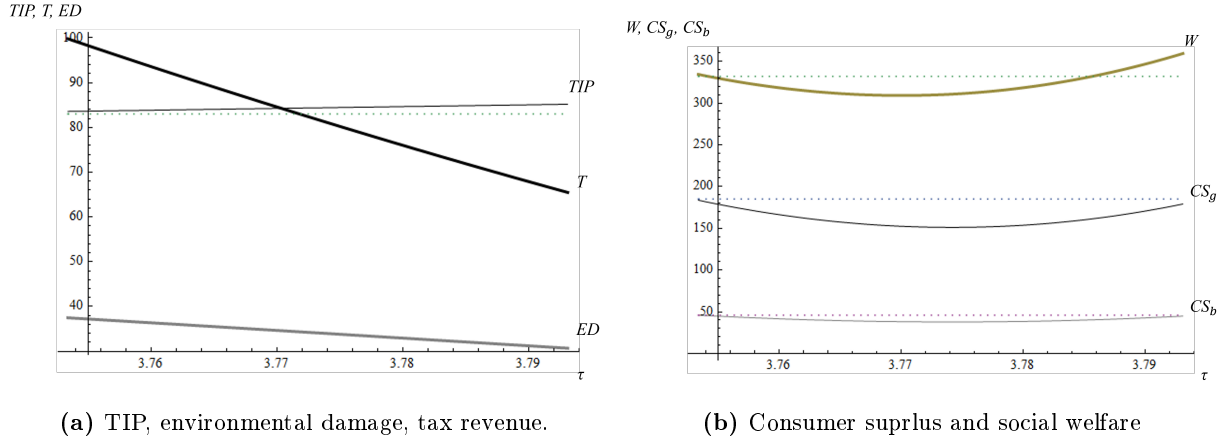 TIP, T, ED
100
90
80
70
60
40
TIP
T
ED
3.76 3.77 3.78 3.79
τ
(a) TIP, environmental damage, tax revenue.
W, CSg, CSb
350
300
250
200
150
100
50
W
CSg
CSb
3.76 3.77 3.78 3.79
τ
(b) Consumer suprlus and social welfare